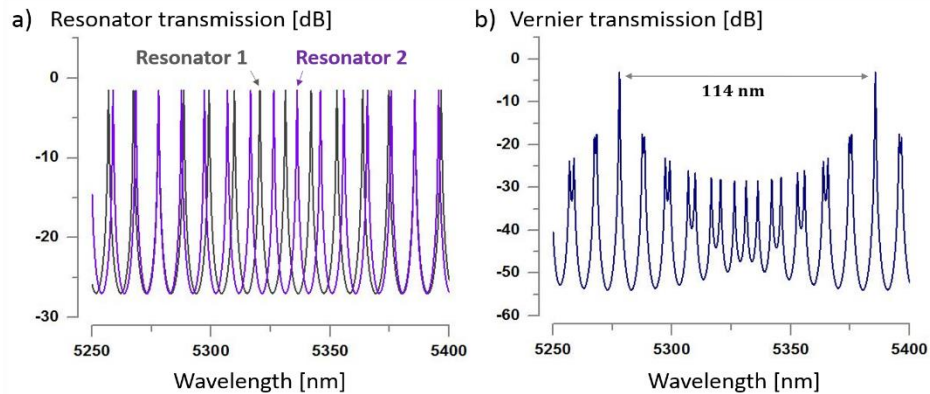 a) Resonator transmission [dB]
Resonator 1
Resonator 2
0
-10
-20
-30
5250
5300
5350
5400
Wavelength [nm]
b) Vernier transmission [dB]
0
-10
-20
-30
-40
-50
-60
114 nm
5250
5300
5350
5400
Wavelength [nm]